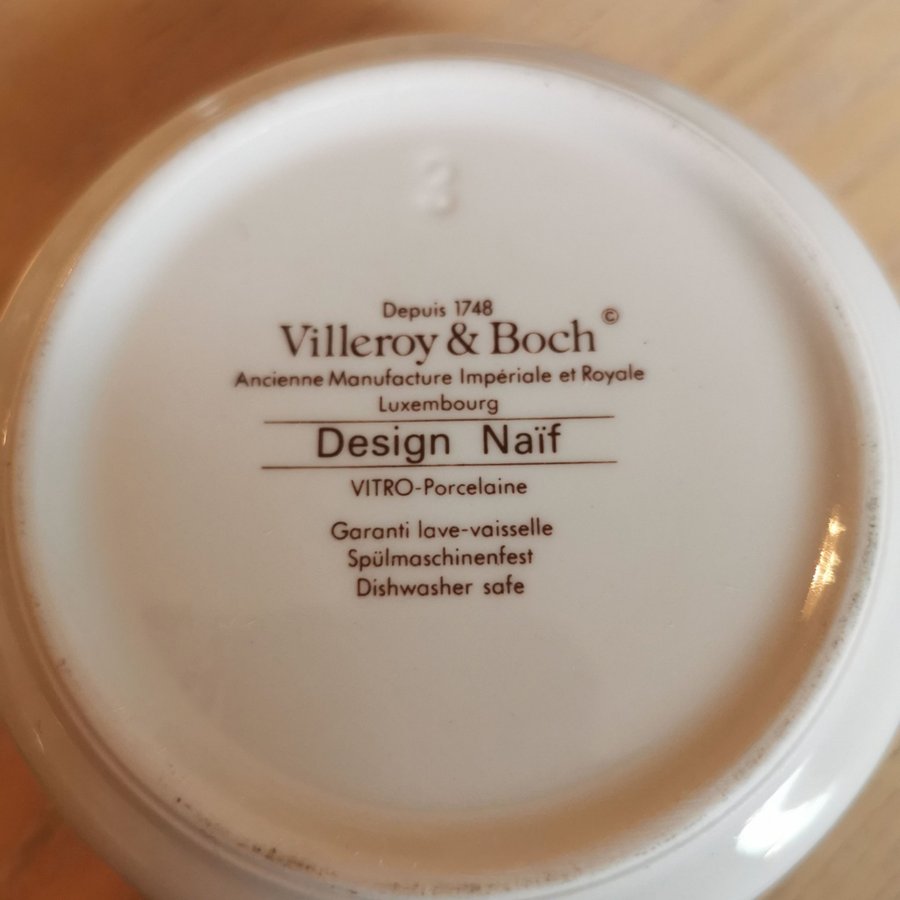 Depuis 1748
Villeroy & Boch ©
Ancienne Manufacture Impériale et Royale
Luxembourg
Design Naïf
VITRO-Porcelaine
Garanti lave-vaisselle
Spülmaschinenfest
Dishwasher safe